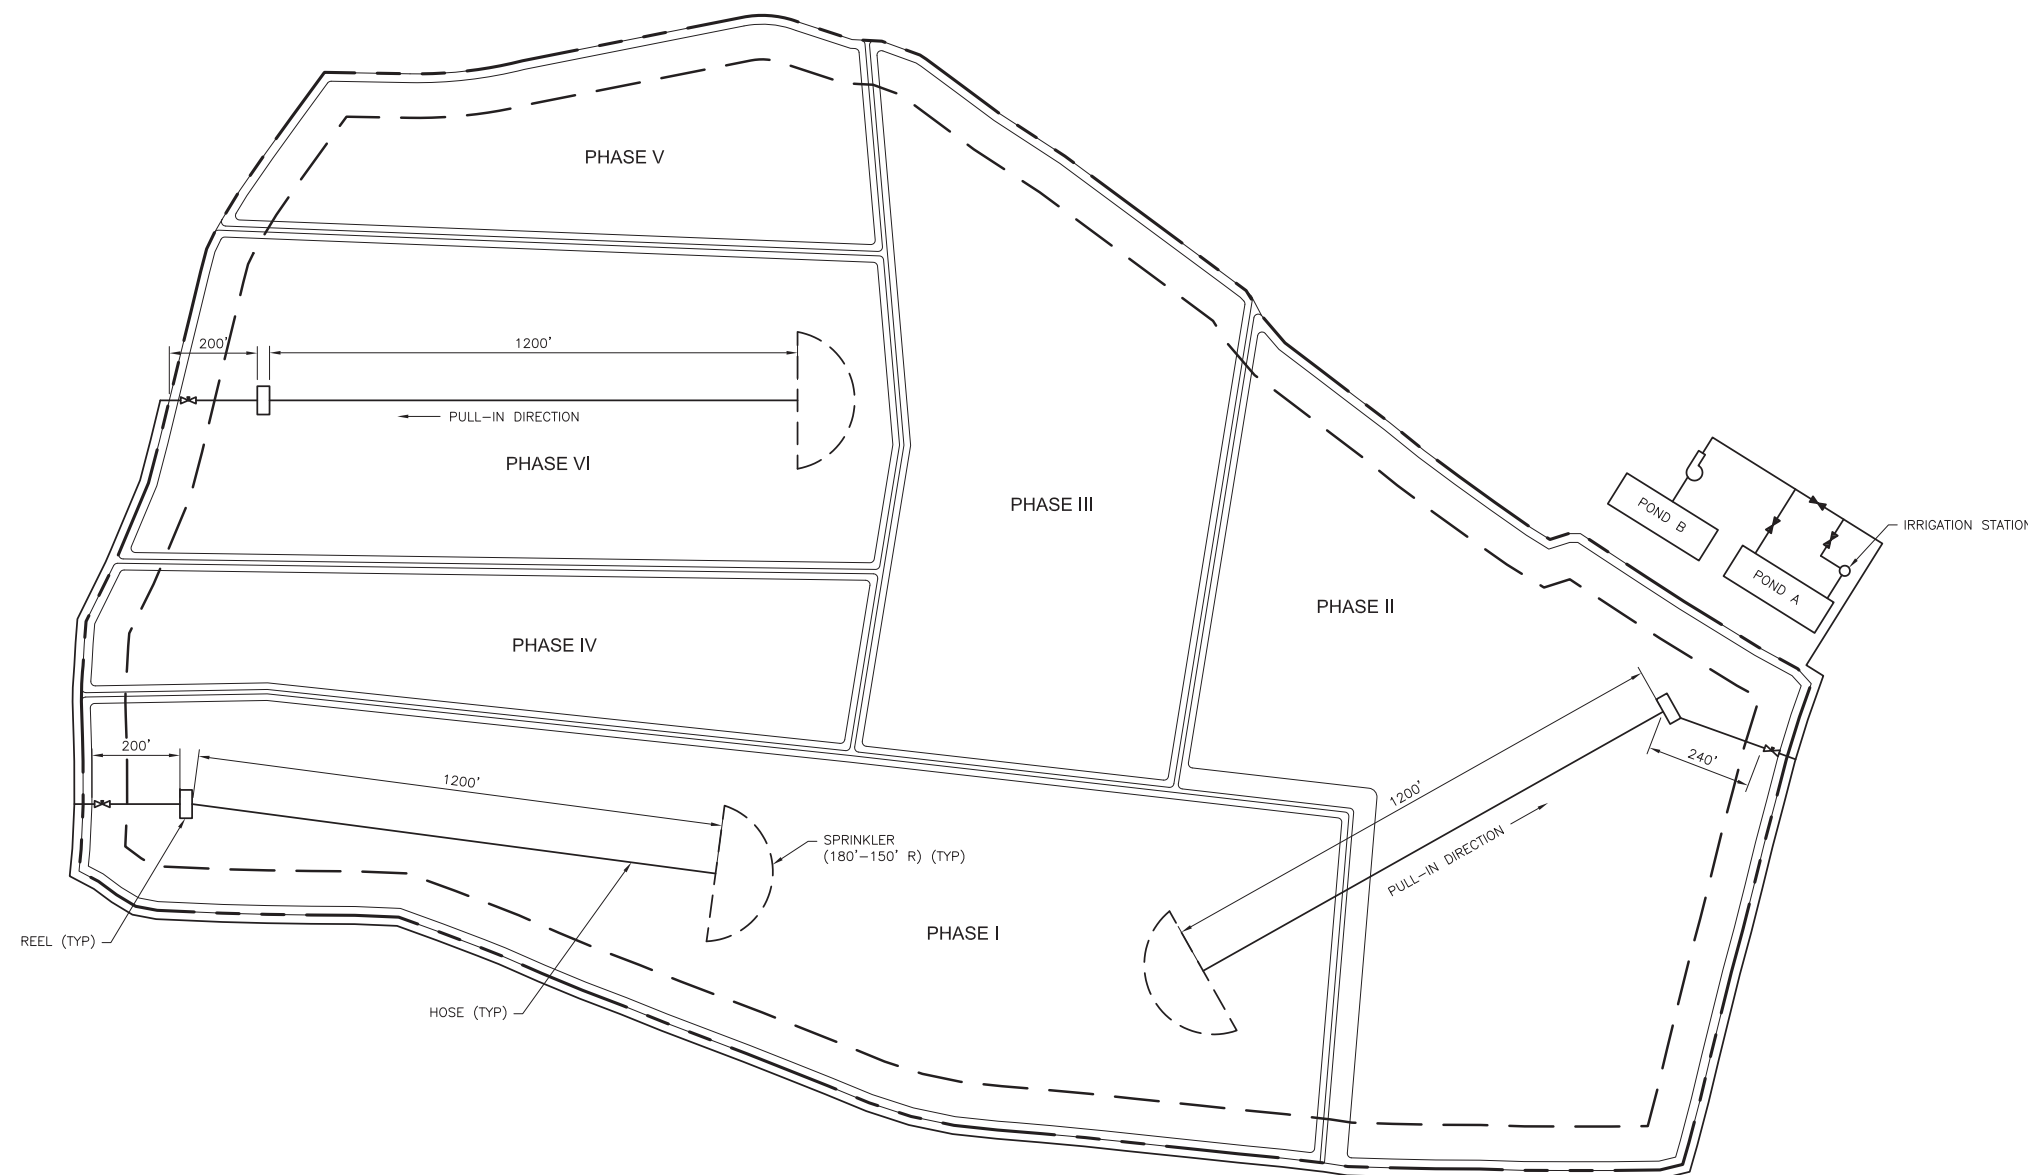 PHASE V
200'
1200'
PULL-IN DIRECTION
PHASE VI
PHASE III
POND B
IRRIGATION STATION
POND A
PHASE II
PHASE IV
200'
1200'
240'
1200'
PULL-IN DIRECTION
SPRINKLER
(180'-150' R) (TYP)
PHASE I
REEL (TYP)
HOSE (TYP)